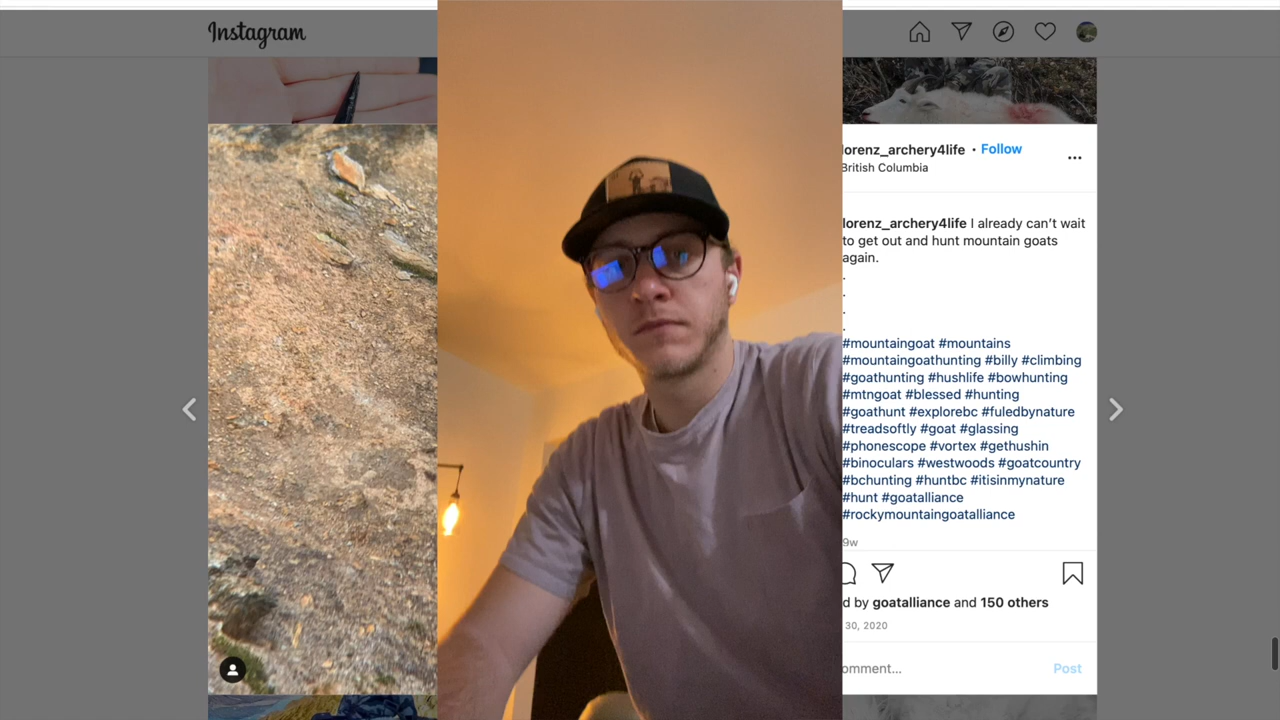 Instagram
lorenz_archery4life • Follow
British Columbia
lorenz_archery4life I already can't wait
to get out and hunt mountain goats
again.
.
.
.
.
#mountaingoat #mountains
#mountaingoathunting #billy #climbing
#goathunting #hushlife #bowhunting
#mtngoat #blessed #hunting
#goathunt #explorebc #fuledbynature
#treadsoftly #goat #glassing
#phonescope #vortex #gethushin
#binoculars #westwoods #goatcountry
#bchunting #huntbc #itisinmynature
#hunt #goatalliance
#rockymountaingoatalliance
9w
d by goatalliance and 150 others
30, 2020
omment... Post